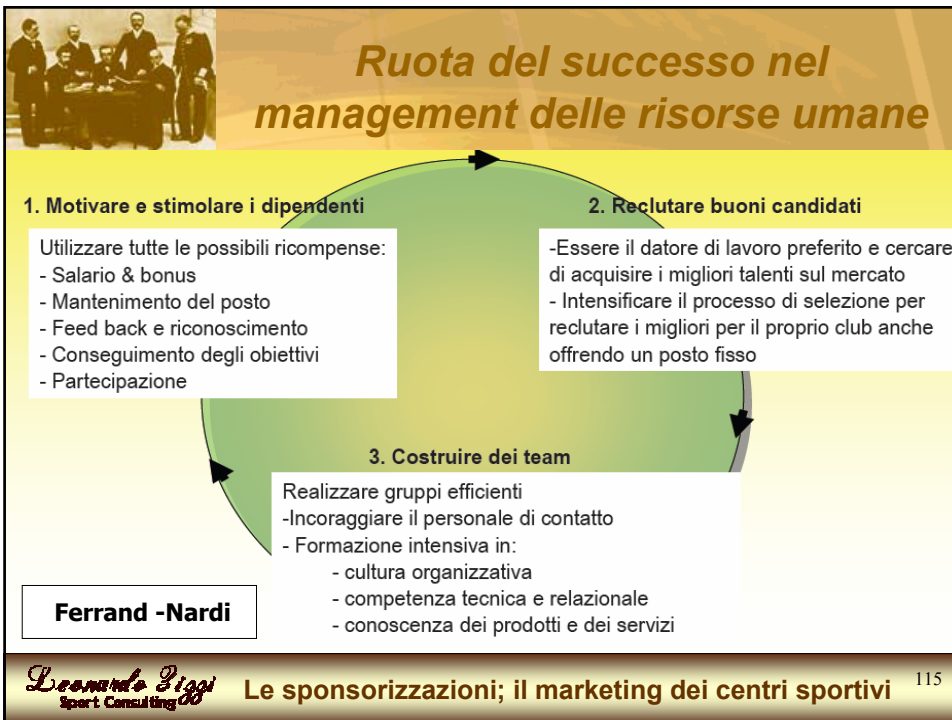 Ruota del successo nel
management delle risorse umane
1. Motivare e stimolare i dipendenti
Utilizzare tutte le possibili ricompense:
- Salario & bonus
- Mantenimento del posto
- Feed back e riconoscimento
- Conseguimento degli obiettivi
- Partecipazione
2. Reclutare buoni candidati
-Essere il datore di lavoro preferito e cercare
di acquisire i migliori talenti sul mercato
- Intensificare il processo di selezione per
reclutare i migliori per il proprio club anche
offrendo un posto fisso
3. Costruire dei team
Realizzare gruppi efficienti
-Incoraggiare il personale di contatto
- Formazione intensiva in:
- cultura organizzativa
- competenza tecnica e relazionale
- conoscenza dei prodotti e dei servizi
Ferrand -Nardi
Leonardo Pizzi
Sport Consulting
Le sponsorizzazioni; il marketing dei centri sportivi
115